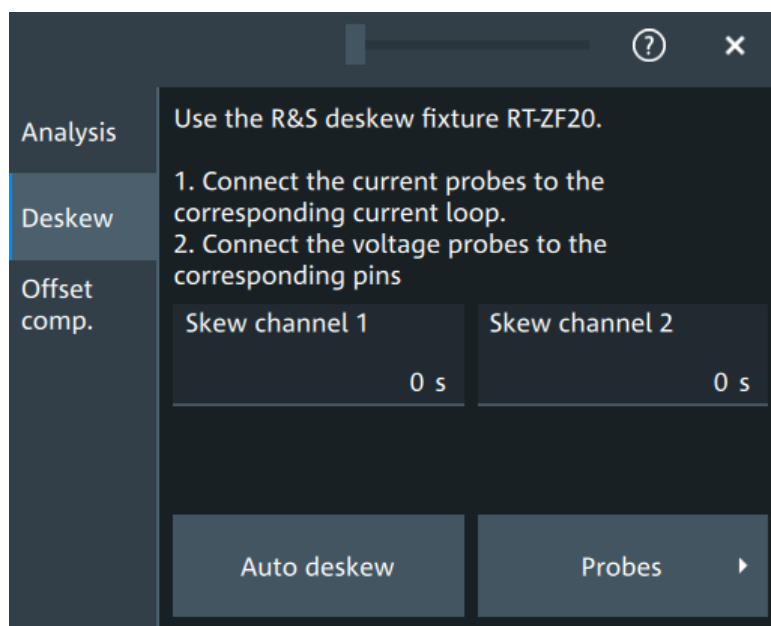 ?
×
Analysis
Deskew
Offset
comp.
Use the R&S deskew fixture RT-ZF20.
1. Connect the current probes to the
corresponding current loop.
2. Connect the voltage probes to the
corresponding pins
Skew channel 1
0 s
Skew channel 2
0 s
Auto deskew
Probes